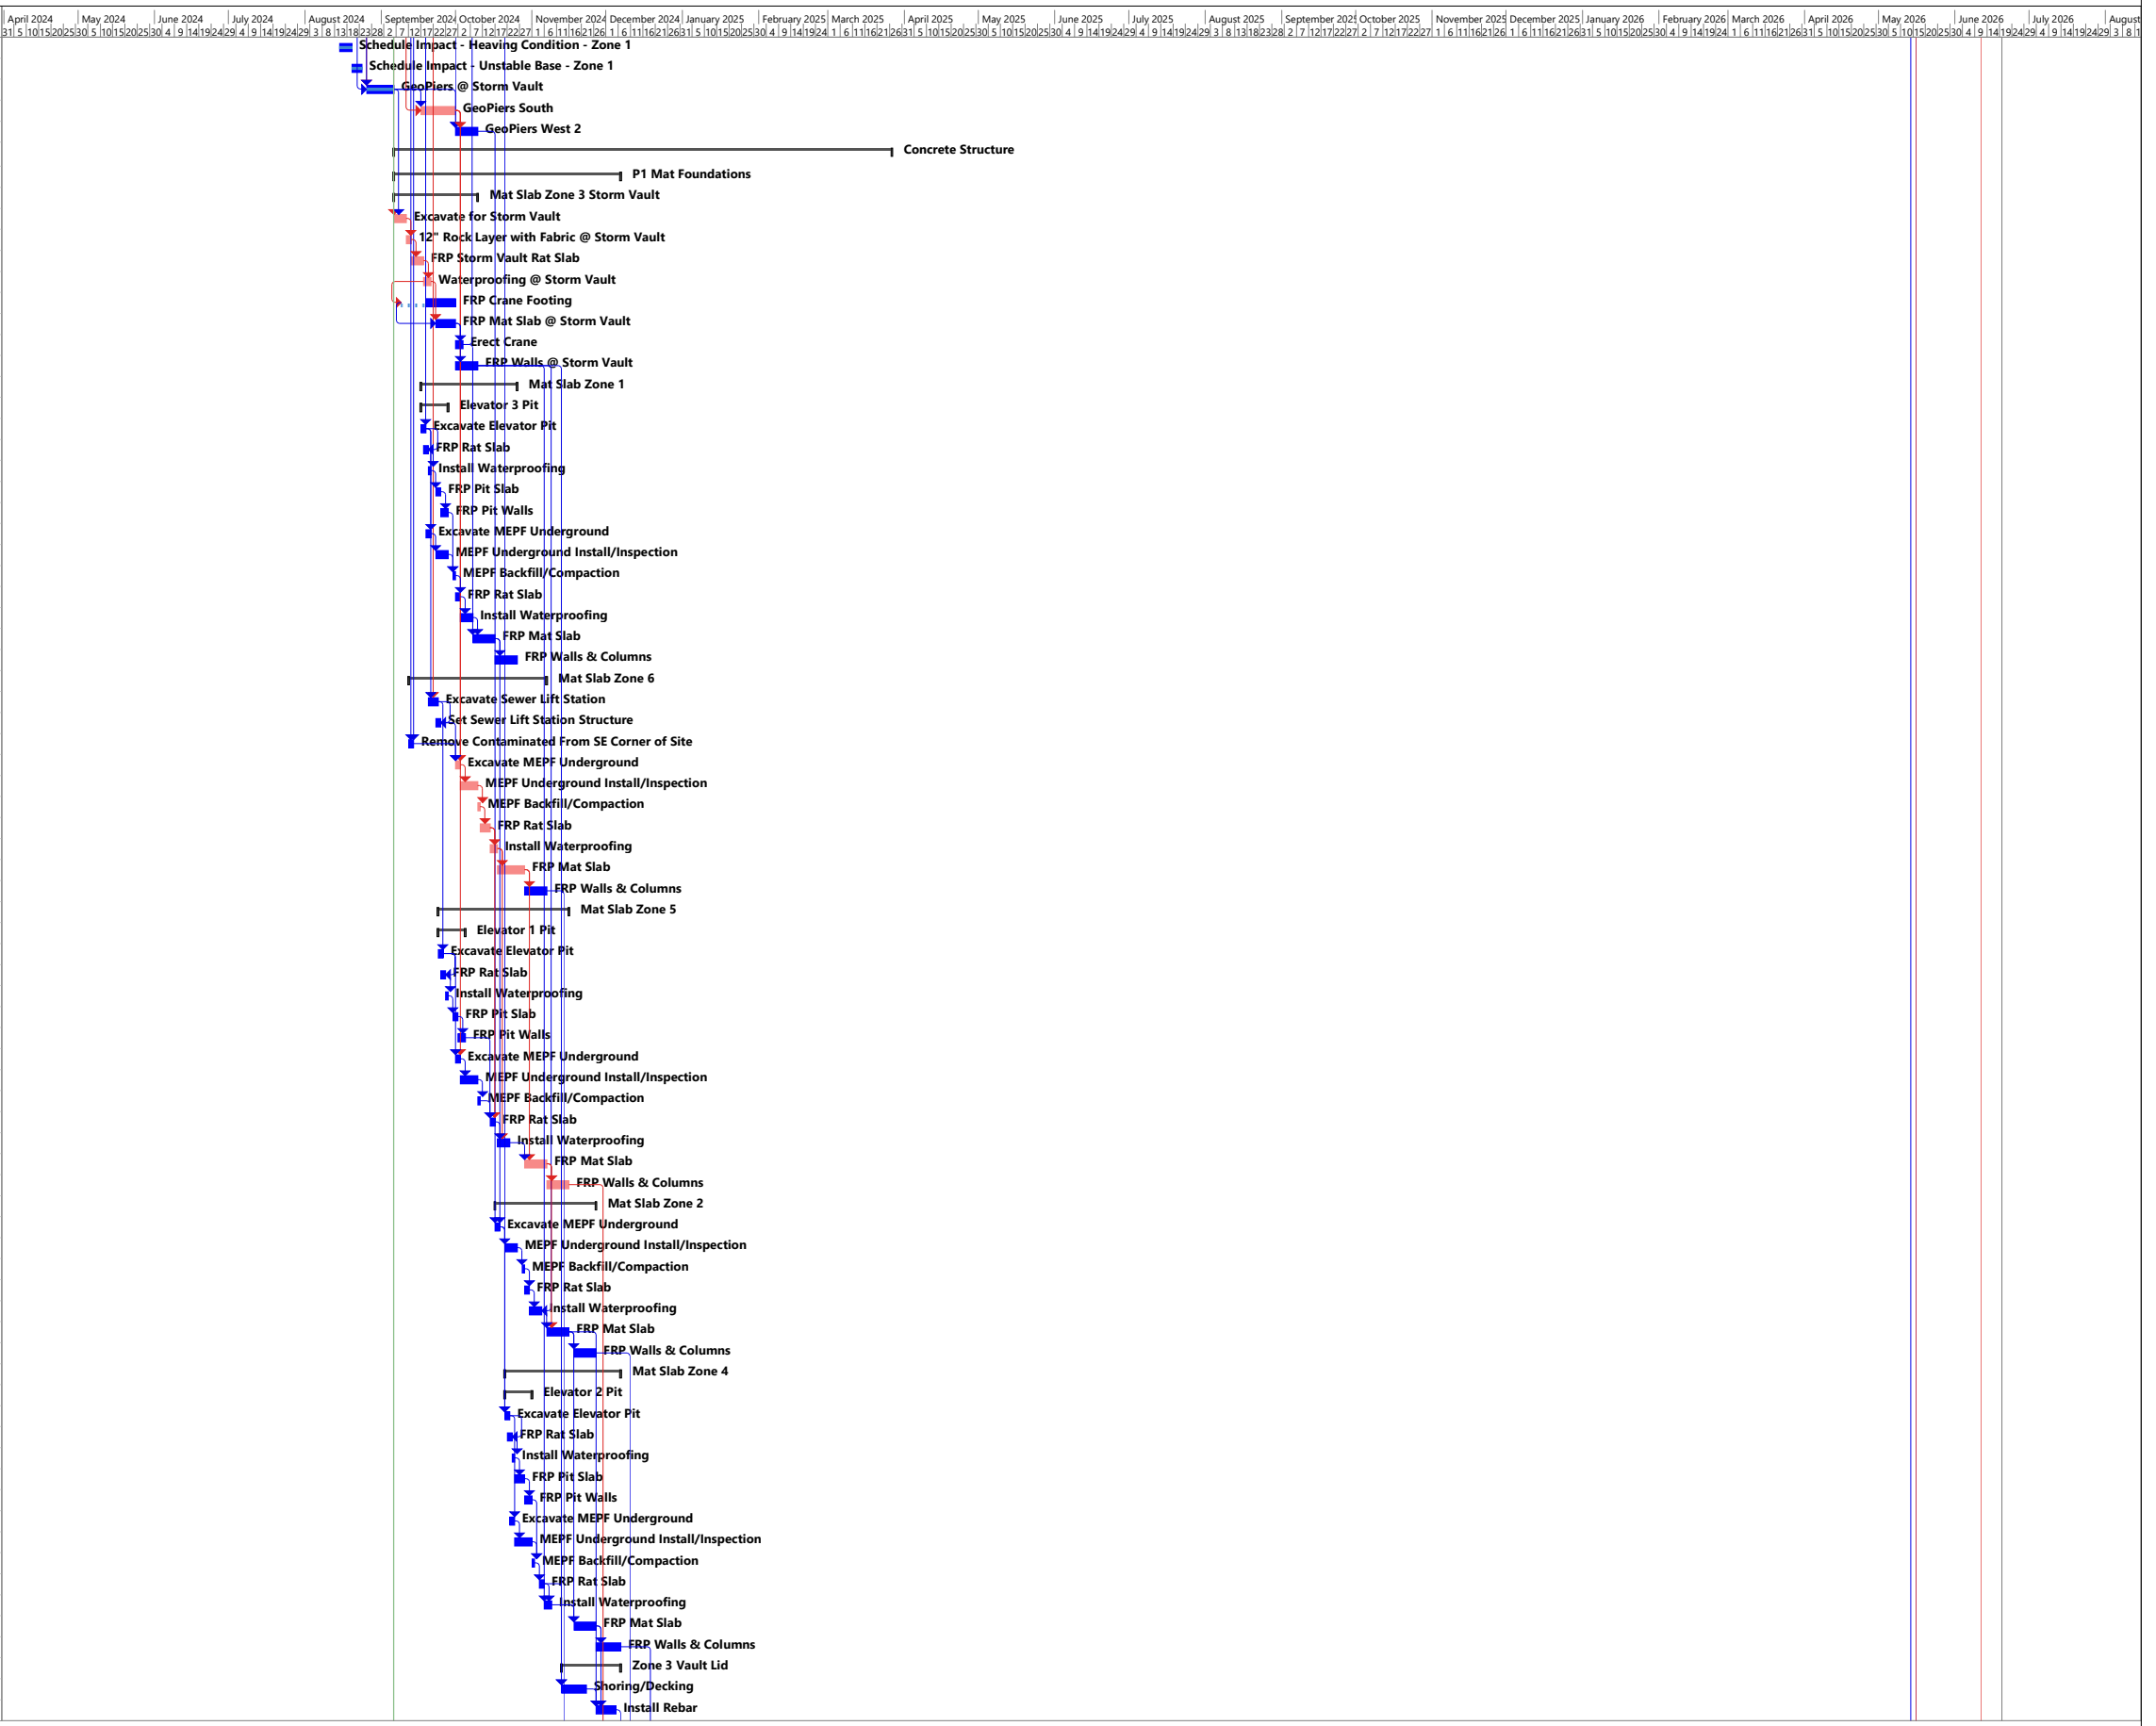 April 2024 May 2024 June 2024 July 2024 August 2024 September 2024 October 2024 November 2024 December 2024 January 2025 February 2025 March 2025 April 2025 May 2025 June 2025 July 2025 August 2025 September 2025 October 2025 November 2025 December 2025 January 2026 February 2026 March 2026 April 2026 May 2026 June 2026 July 2026 August
Schedule Impact - Heaving Condition - Zone 1
Schedule Impact - Unstable Base - Zone 1
GeoPiers @ Storm Vault
GeoPiers South
GeoPiers West 2
Concrete Structure
P1 Mat Foundations
Mat Slab Zone 3 Storm Vault
Excavate for Storm Vault
12" Rock Layer with Fabric @ Storm Vault
FRP Storm Vault Rat Slab
Waterproofing @ Storm Vault
FRP Crane Footing
FRP Mat Slab @ Storm Vault
Erect Crane
FRP Walls @ Storm Vault
Mat Slab Zone 1
Elevator 3 Pit
Excavate Elevator Pit
FRP Rat Slab
Install Waterproofing
FRP Pit Slab
FRP Pit Walls
Excavate MEPF Underground
MEPF Underground Install/Inspection
MEPF Backfill/Compaction
FRP Rat Slab
Install Waterproofing
FRP Mat Slab
FRP Walls & Columns
Mat Slab Zone 6
Excavate Sewer Lift Station
Set Sewer Lift Station Structure
Remove Contaminated From SE Corner of Site
Excavate MEPF Underground
MEPF Underground Install/Inspection
MEPF Backfill/Compaction
FRP Rat Slab
Install Waterproofing
FRP Mat Slab
FRP Walls & Columns
Mat Slab Zone 5
Elevator 1 Pit
Excavate Elevator Pit
FRP Rat Slab
Install Waterproofing
FRP Pit Slab
FRP Pit Walls
Excavate MEPF Underground
MEPF Underground Install/Inspection
MEPF Backfill/Compaction
FRP Rat Slab
Install Waterproofing
FRP Mat Slab
FRP Walls & Columns
Mat Slab Zone 2
Excavate MEPF Underground
MEPF Underground Install/Inspection
MEPF Backfill/Compaction
FRP Rat Slab
Install Waterproofing
FRP Mat Slab
FRP Walls & Columns
Mat Slab Zone 4
Elevator 2 Pit
Excavate Elevator Pit
FRP Rat Slab
Install Waterproofing
FRP Pit Slab
FRP Pit Walls
Excavate MEPF Underground
MEPF Underground Install/Inspection
MEPF Backfill/Compaction
FRP Rat Slab
Install Waterproofing
FRP Mat Slab
FRP Walls & Columns
Zone 3 Vault Lid
Shoring/Decking
Install Rebar